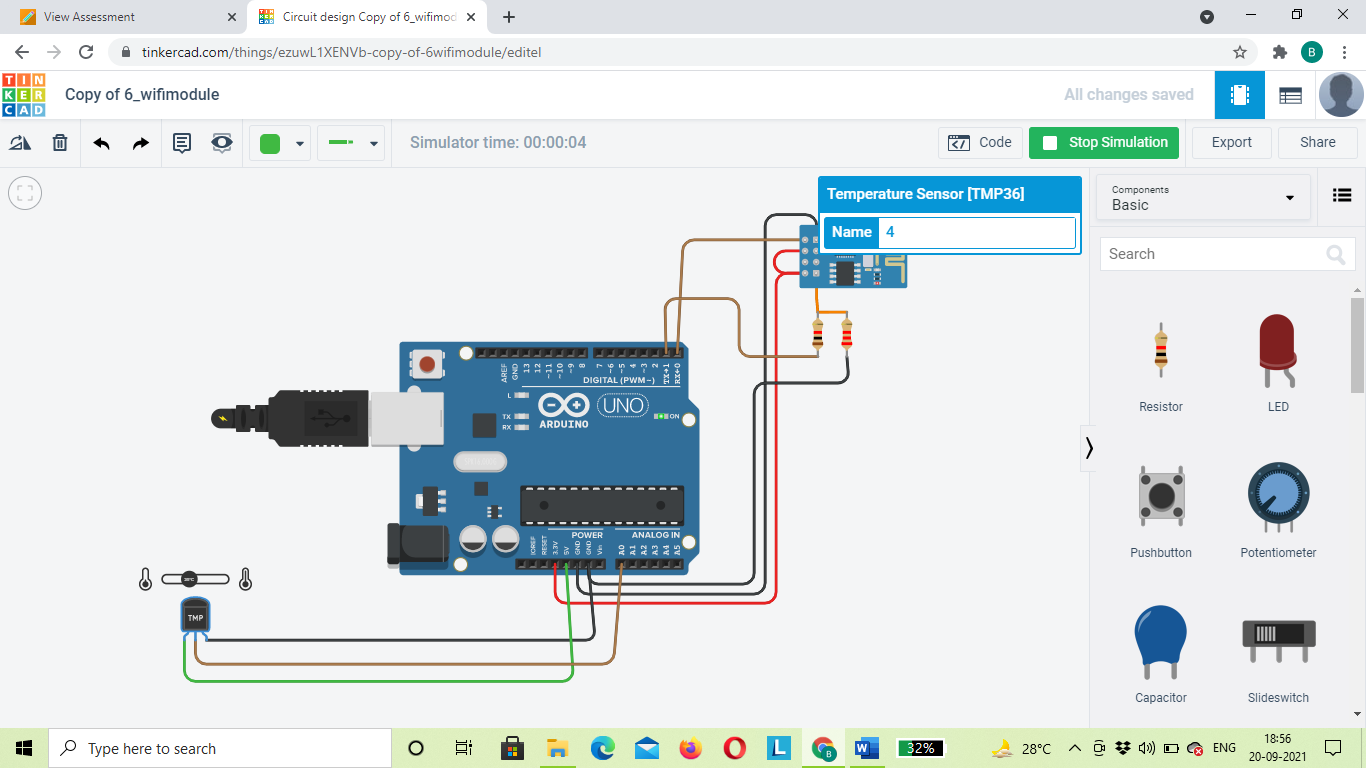 View Assessment
Circuit design Copy of 6_wifimod
tinkercad.com/things/ezuwL1XENVb-copy-of-6wifimodule/editel
B
TIN
KER
CAD
Copy of 6_wifimodule
All changes saved
Simulator time: 00:00:04
Code
Stop Simulation
Export
Share
Temperature Sensor [TMP36]
Name 4
Components
Basic
Search
Resistor
LED
Pushbutton
Potentiometer
Capacitor
Slideswitch
AREF
GND
13
12
~11
~10
~9
8
7
~6
~5
4
~3
2
TX→1
RX←0
DIGITAL (PWM~)
L
TX
RX
UNO
ARDUINO
ON
POWER
ANALOG IN
IOREF
RESET
3.3V
5V
GND
GND
Vin
A0
A1
A2
A3
A4
A5
TMP
Type here to search
L
B
W
32%
28°C
ENG
18:56
20-09-2021